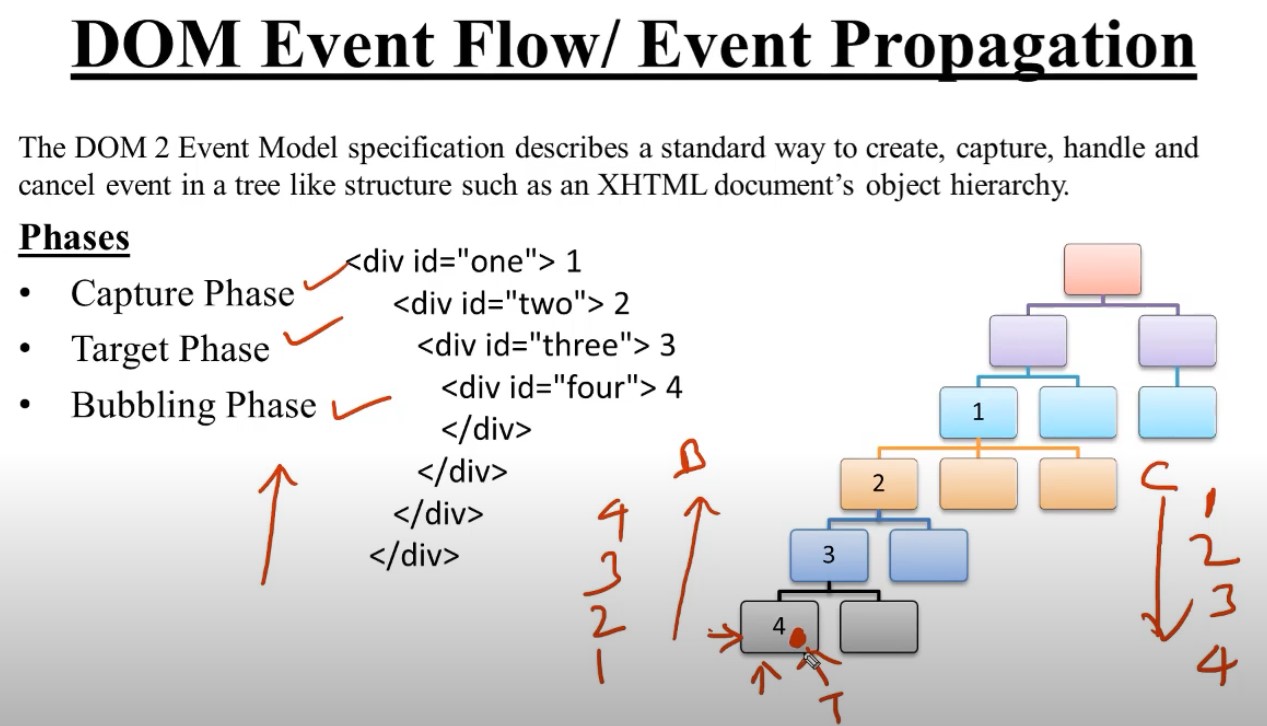 DOM Event Flow/ Event Propagation
The DOM 2 Event Model specification describes a standard way to create, capture, handle and
cancel event in a tree like structure such as an XHTML document’s object hierarchy.
Phases
• Capture Phase
• Target Phase
• Bubbling Phase
<div id="one"> 1
<div id="two"> 2
<div id="three"> 3
<div id="four"> 4
</div>
</div>
</div>
</div>
B
4
3
2
1
1
2
3
4
T
C
1
2
3
4